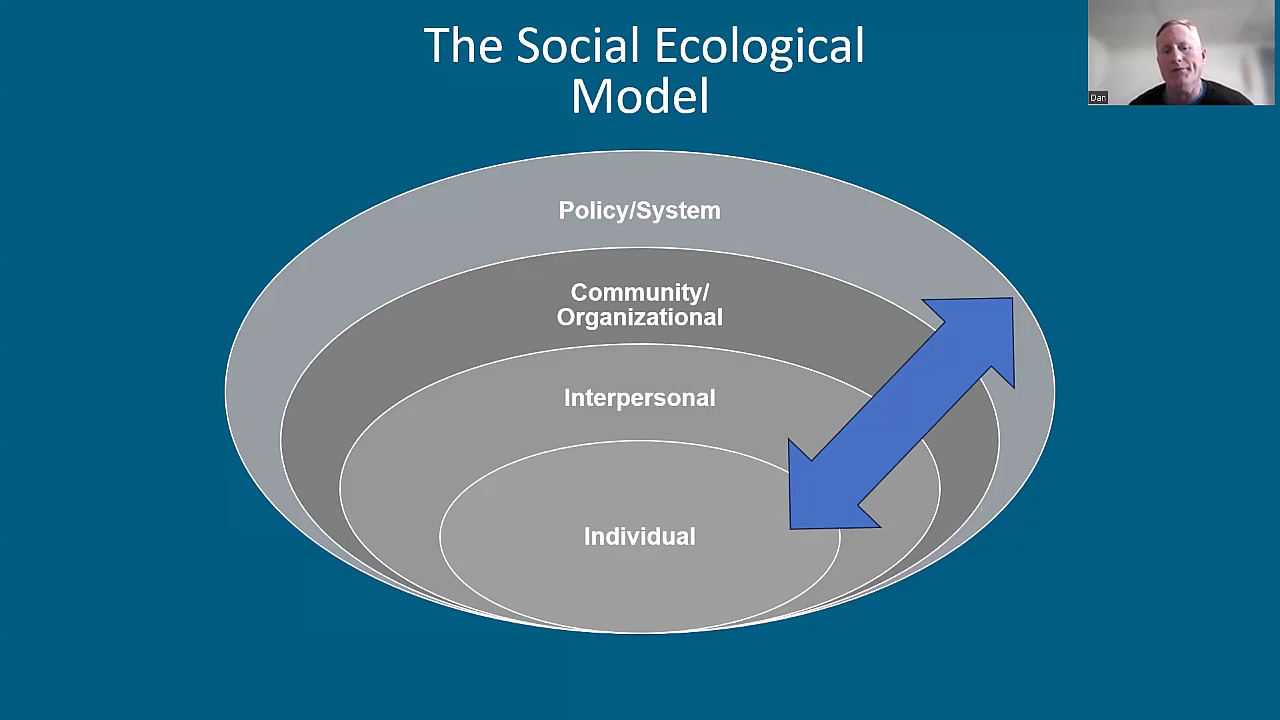 The Social Ecological
Model
Dan
Policy/System
Community/
Organizational
Interpersonal
Individual